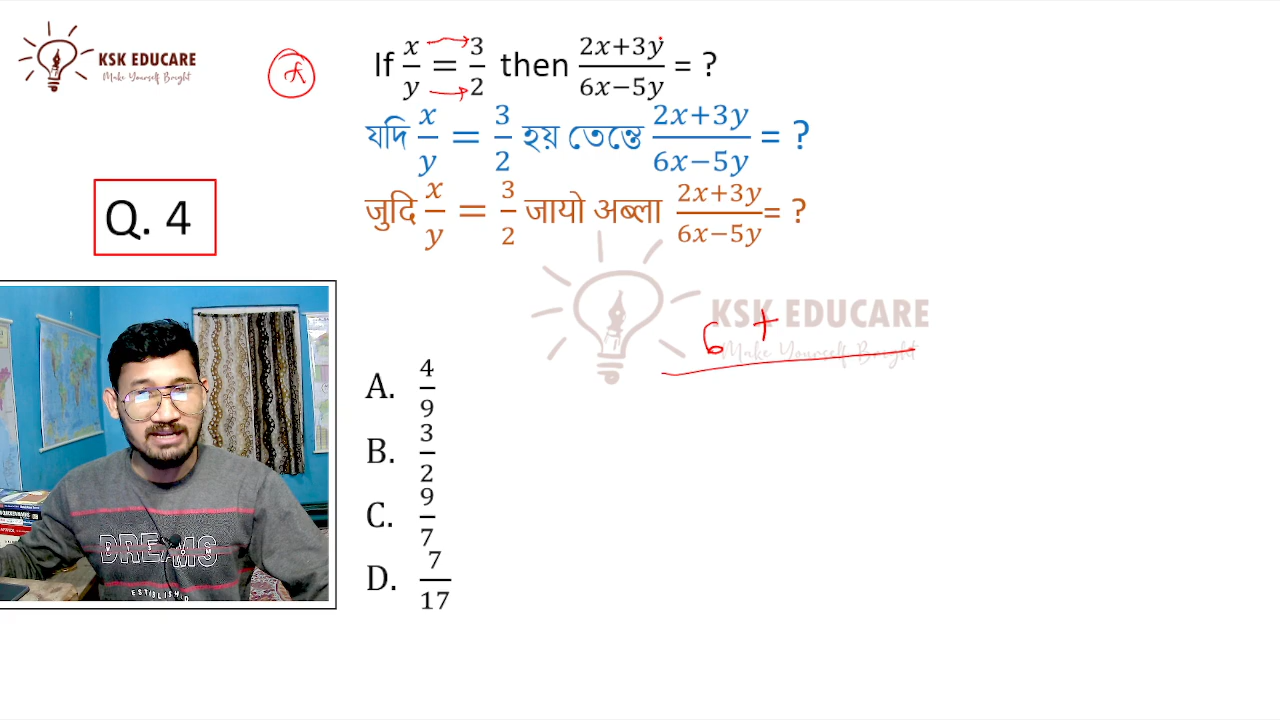 KSK EDUCARE
Make Yourself Bright
If x/y = 3/2 then (2x+3y)/(6x−5y) = ?
যদি x/y = 3/2 হয় তেন্তে (2x+3y)/(6x−5y) = ?
जुदि x/y = 3/2 जायो अब्ला (2x+3y)/(6x−5y) = ?
Q. 4
KSK EDUCARE
Make Yourself Bright
6 +
A. 4/9
B. 3/2
C. 9/7
D. 7/17
DREAMS
ESTABLISHED